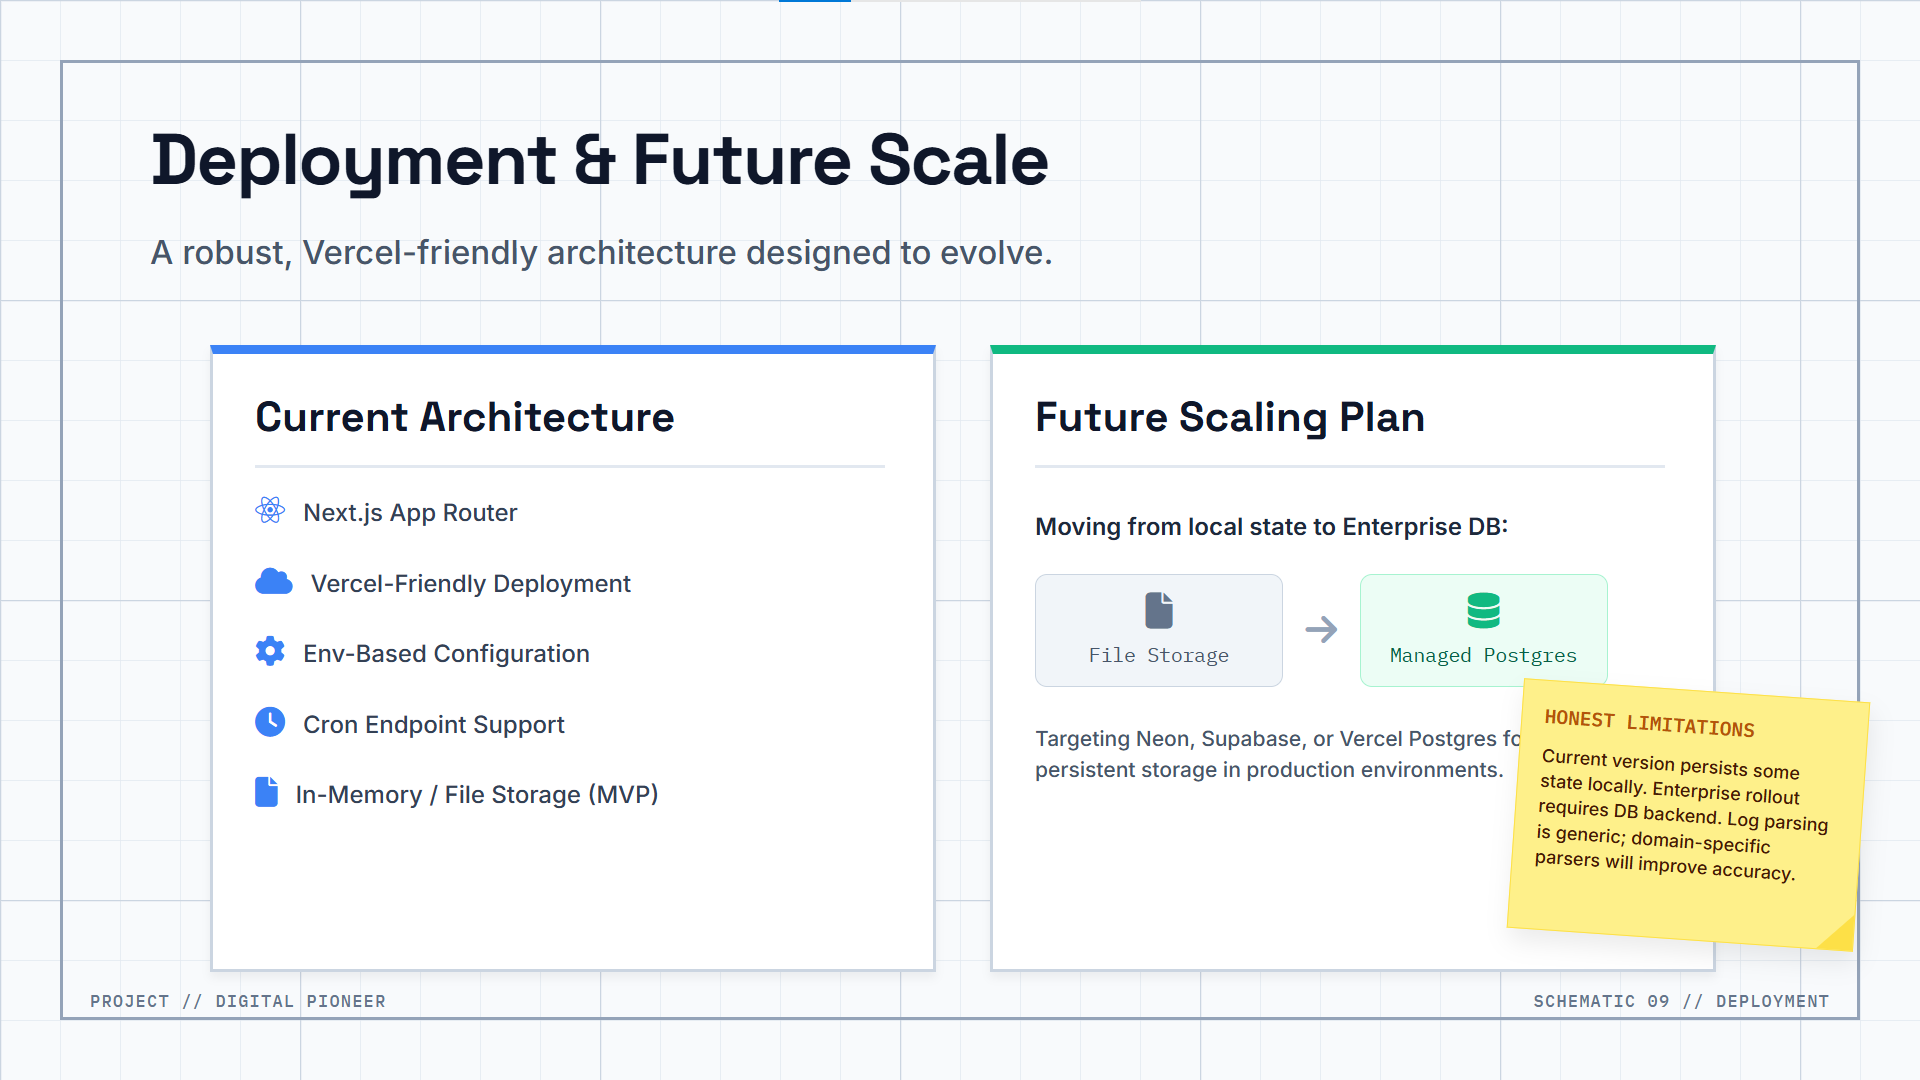 Deployment & Future Scale
A robust, Vercel-friendly architecture designed to evolve.
Current Architecture
Next.js App Router
Vercel-Friendly Deployment
Env-Based Configuration
Cron Endpoint Support
In-Memory / File Storage (MVP)
Future Scaling Plan
Moving from local state to Enterprise DB:
File Storage
Managed Postgres
Targeting Neon, Supabase, or Vercel Postgres
persistent storage in production environments.
HONEST LIMITATIONS
Current version persists some
state locally. Enterprise rollout
requires DB backend. Log parsing
is generic; domain-specific
parsers will improve accuracy.
PROJECT // DIGITAL PIONEER
SCHEMATIC 09 // DEPLOYMENT